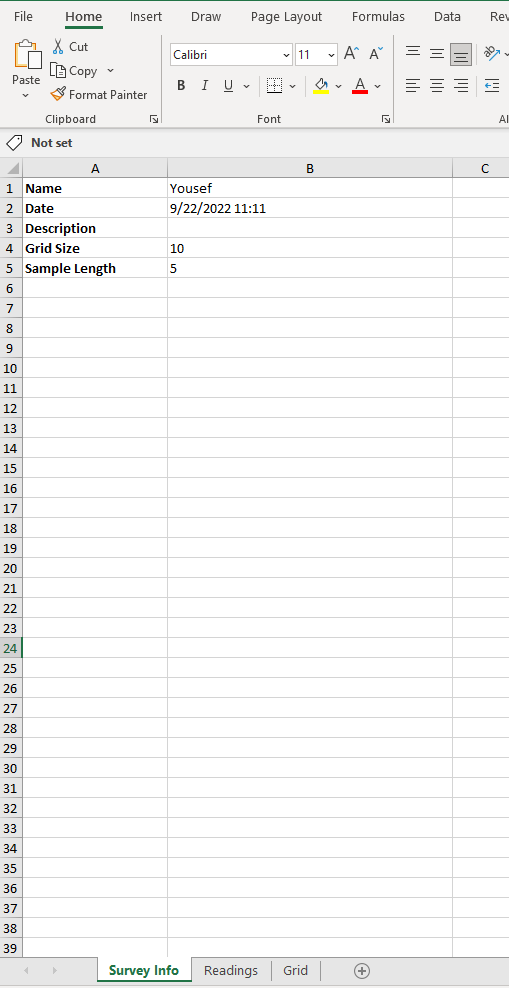 File Home Insert Draw Page Layout Formulas Data Rev
Cut
Copy
Format Painter
Paste
Calibri 11 A A
B I U A
Clipboard Font Al
Not set
A B C
1 Name Yousef
2 Date 9/22/2022 11:11
3 Description
4 Grid Size 10
5 Sample Length 5
6
7
8
9
10
11
12
13
14
15
16
17
18
19
20
21
22
23
24
25
26
27
28
29
30
31
32
33
34
35
36
37
38
39
Survey Info Readings Grid